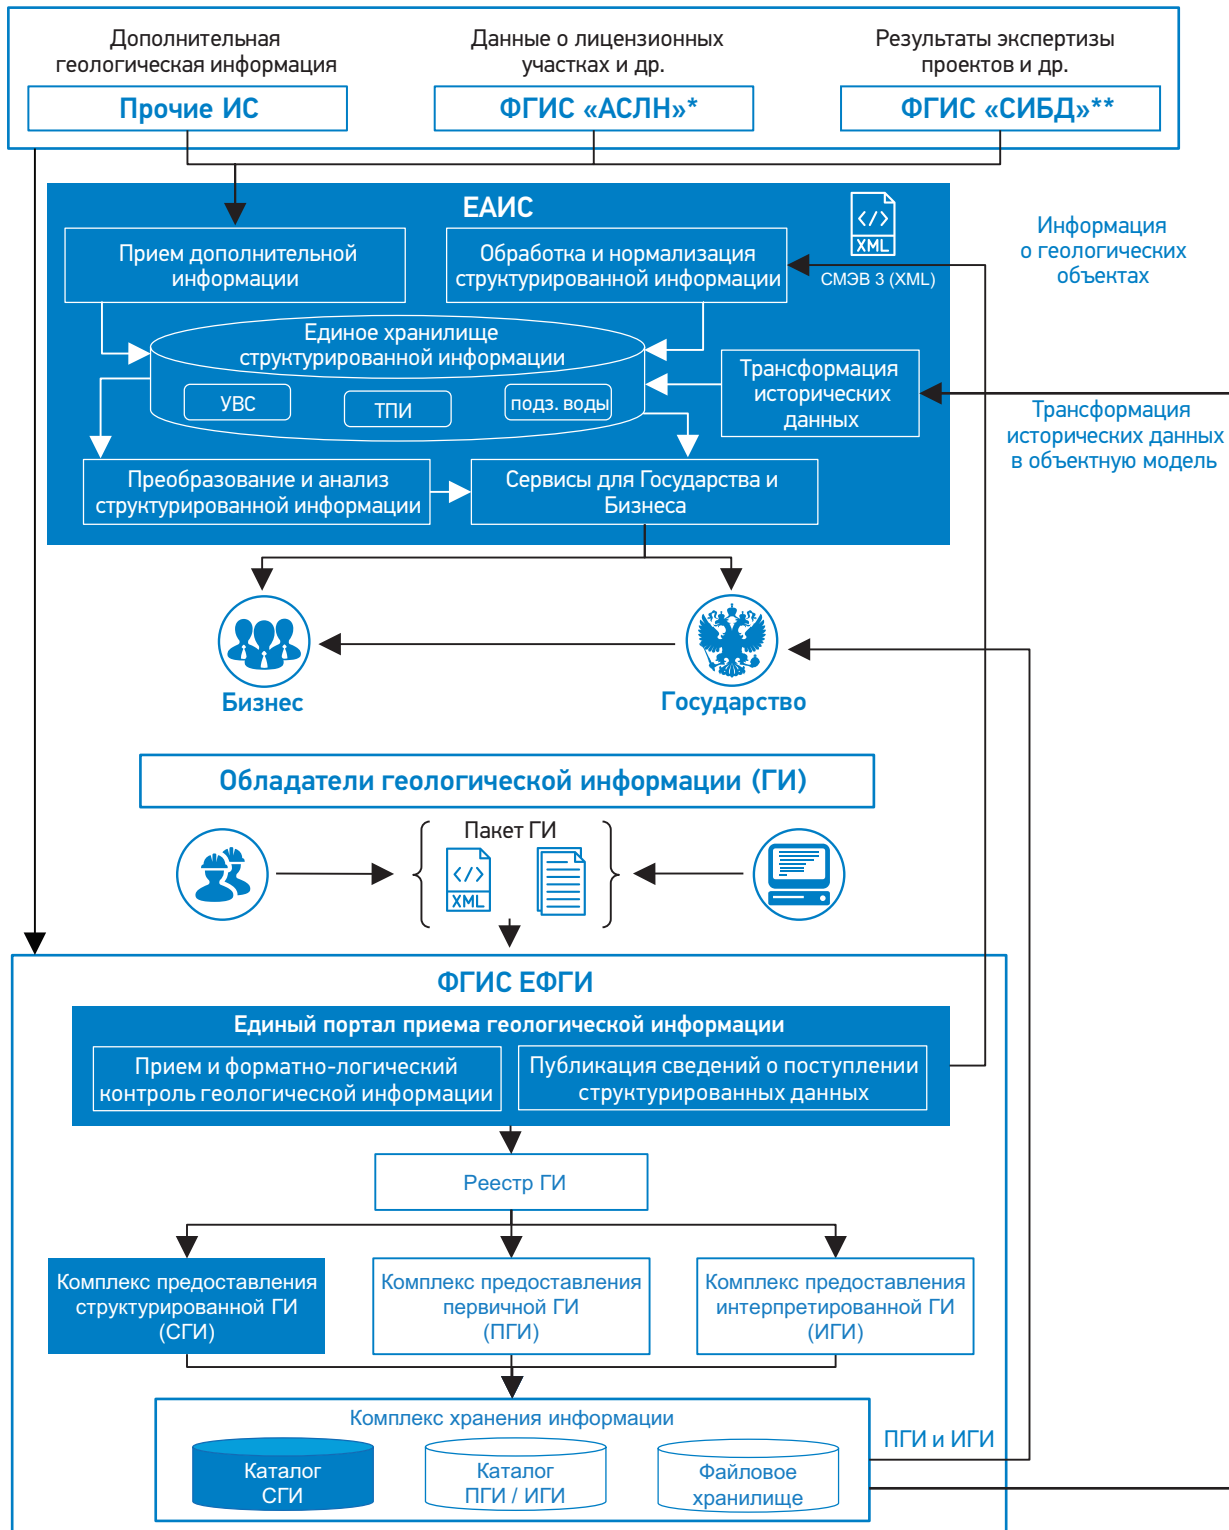 Дополнительная
геологическая информация
Данные о лицензионных
участках и др.
Результаты экспертизы
проектов и др.
Прочие ИС
ФГИС «АСЛН»*
ФГИС «СИБД»**
ЕАИС
</>
XML
СМЭВ 3 (XML)
Прием дополнительной
информации
Обработка и нормализация
структурированной информации
Информация
о геологических
объектах
Единое хранилище
структурированной информации
УВС
ТПИ
подз. воды
Трансформация
исторических
данных
Трансформация
исторических данных
в объектную модель
Преобразование и анализ
структурированной информации
Сервисы для Государства и
Бизнеса
Бизнес
Государство
Обладатели геологической информации (ГИ)
Пакет ГИ
</>
XML
ФГИС ЕФГИ
Единый портал приема геологической информации
Прием и форматно-логический
контроль геологической информации
Публикация сведений о поступлении
структурированных данных
Реестр ГИ
Комплекс предоставления
структурированной ГИ
(СГИ)
Комплекс предоставления
первичной ГИ
(ПГИ)
Комплекс предоставления
интерпретированной ГИ
(ИГИ)
Комплекс хранения информации
Каталог
СГИ
Каталог
ПГИ / ИГИ
Файловое
хранилище
ПГИ и ИГИ